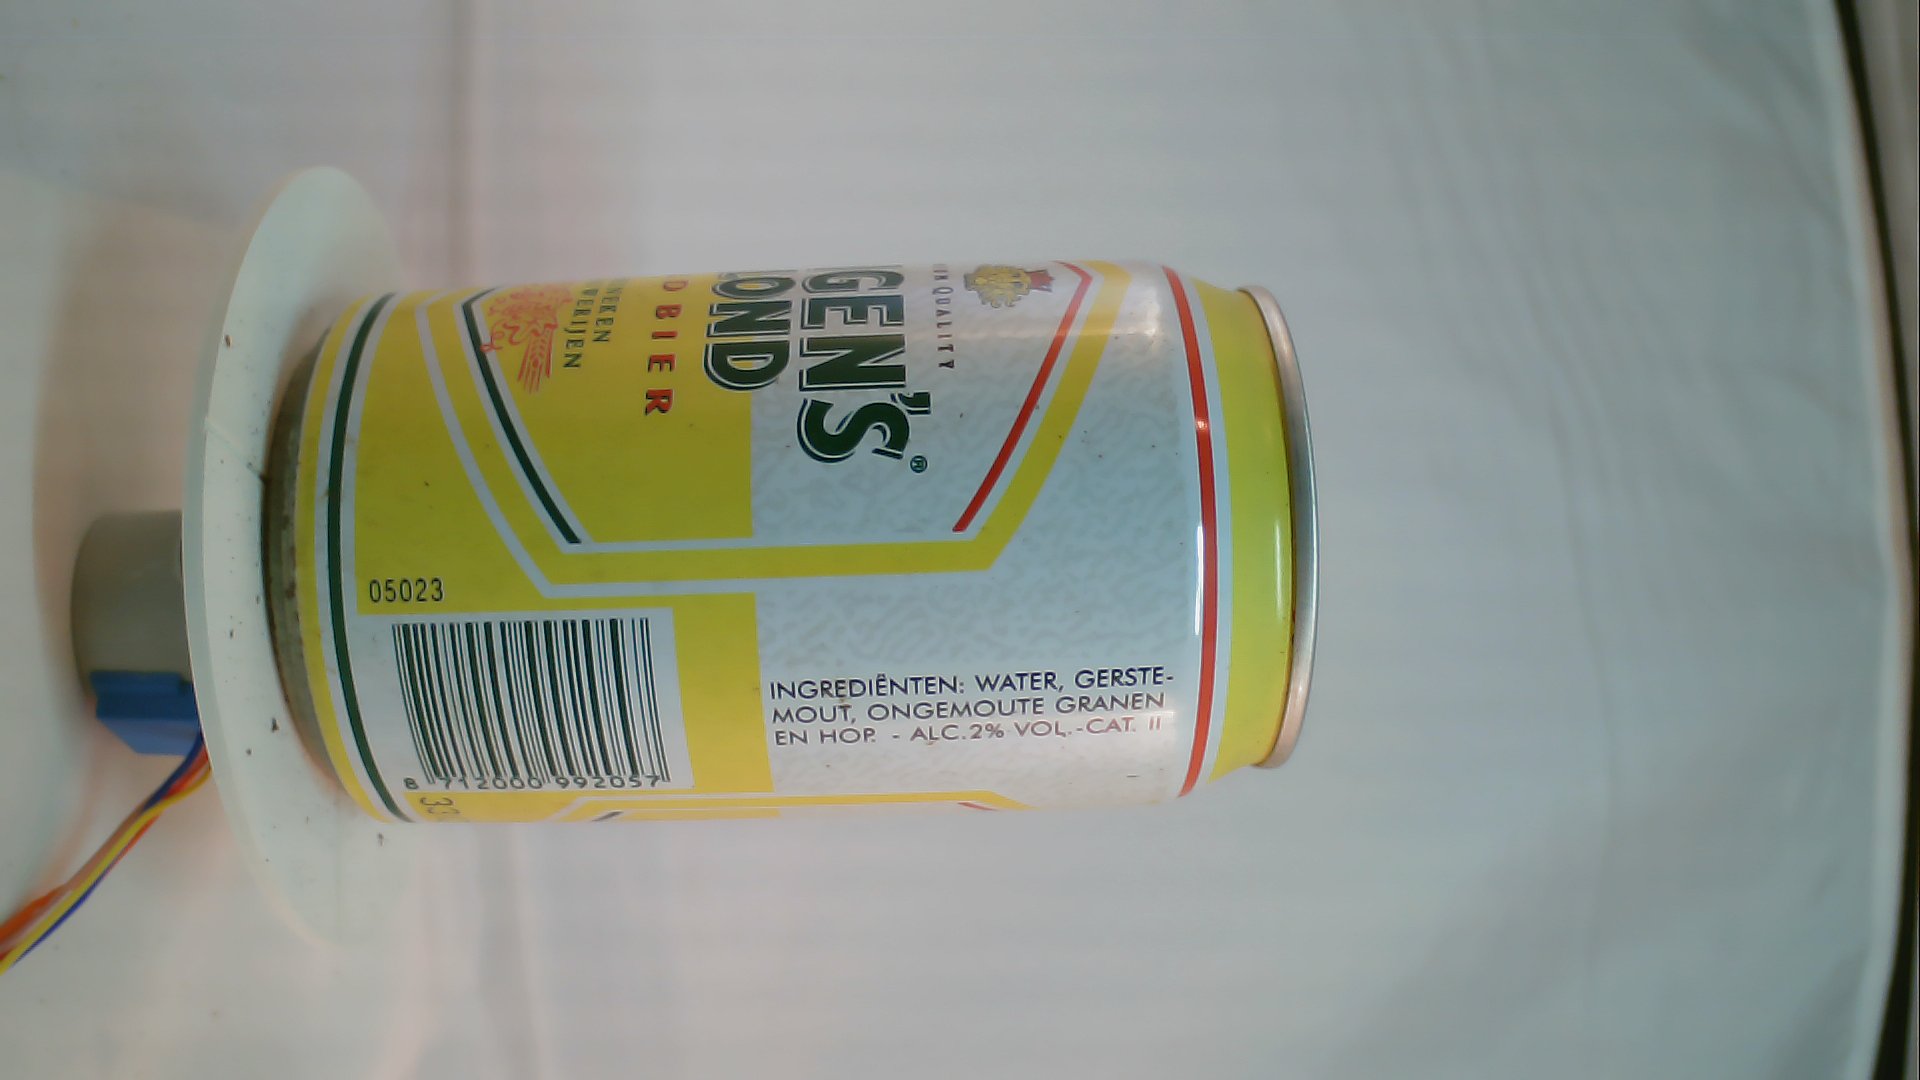 QUALITY
GEN'S®
LOND
D BIER
05023
INGREDIËNTEN: WATER, GERSTE-
MOUT, ONGEMOUTE GRANEN
EN HOP. - ALC.2% VOL.-CAT. II
8 712000 992057